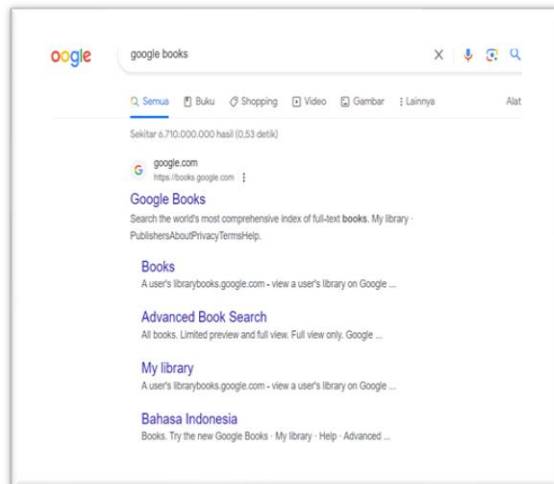 oogle
google books
Semua Buku Shopping Video Gambar Lainnya Alat
Sekitar 6.710.000.000 hasil (0,53 detik)
G google.com
https://books.google.com
Google Books
Search the world's most comprehensive index of full-text books. My library ·
PublishersAboutPrivacyTermsHelp.
Books
A user's librarybooks.google.com - view a user's library on Google ...
Advanced Book Search
All books. Limited preview and full view. Full view only. Google ...
My library
A user's librarybooks.google.com - view a user's library on Google ...
Bahasa Indonesia
Books. Try the new Google Books · My library · Help · Advanced ...